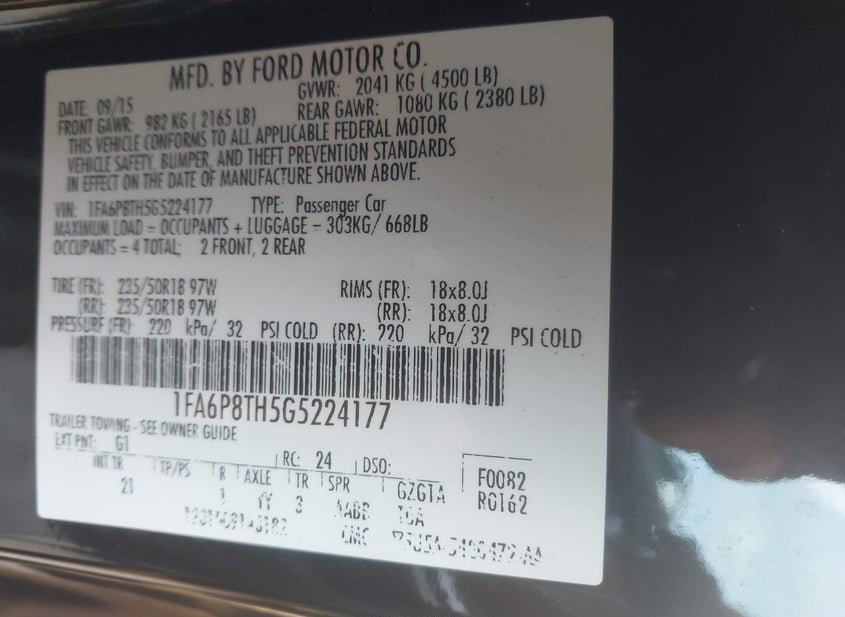 MFD. BY FORD MOTOR CO.
DATE: 09/15 GVWR: 2041 KG ( 4500 LB)
FRONT GAWR: 982 KG ( 2165 LB) REAR GAWR: 1080 KG ( 2380 LB)
THIS VEHICLE CONFORMS TO ALL APPLICABLE FEDERAL MOTOR
VEHICLE SAFETY, BUMPER, AND THEFT PREVENTION STANDARDS
IN EFFECT ON THE DATE OF MANUFACTURE SHOWN ABOVE.
VIN: 1FA6P8TH5G5224177 TYPE: Passenger Car
MAXIMUM LOAD = OCCUPANTS + LUGGAGE = 303KG/ 668LB
OCCUPANTS = 4 TOTAL; 2 FRONT, 2 REAR
TIRE (FR): 235/50R18 97W RIMS (FR): 18x8.0J
(RR): 235/50R18 97W (RR): 18x8.0J
PRESSURE (FR): 220 kPa/ 32 PSI COLD (RR): 220 kPa/ 32 PSI COLD
1FA6P8TH5G5224177
TRAILER TOWING - SEE OWNER GUIDE
EXT PNT: G1 RC: 24 DSO: F0082
INT TR TP/PS R AXLE TR SPR GZGTA R0162
21 3 TOA
CMC